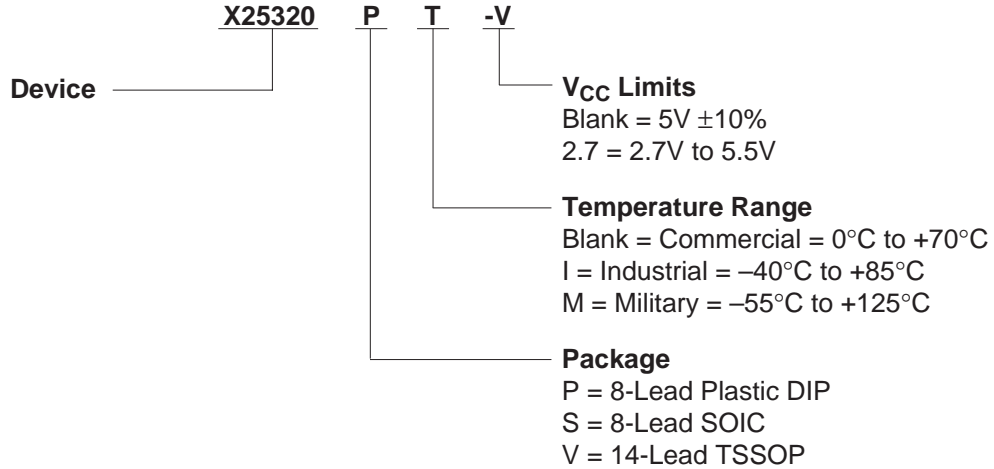 X25320 P T -V
Device
VCC Limits
Blank = 5V ±10%
2.7 = 2.7V to 5.5V
Temperature Range
Blank = Commercial = 0°C to +70°C
I = Industrial = –40°C to +85°C
M = Military = –55°C to +125°C
Package
P = 8-Lead Plastic DIP
S = 8-Lead SOIC
V = 14-Lead TSSOP